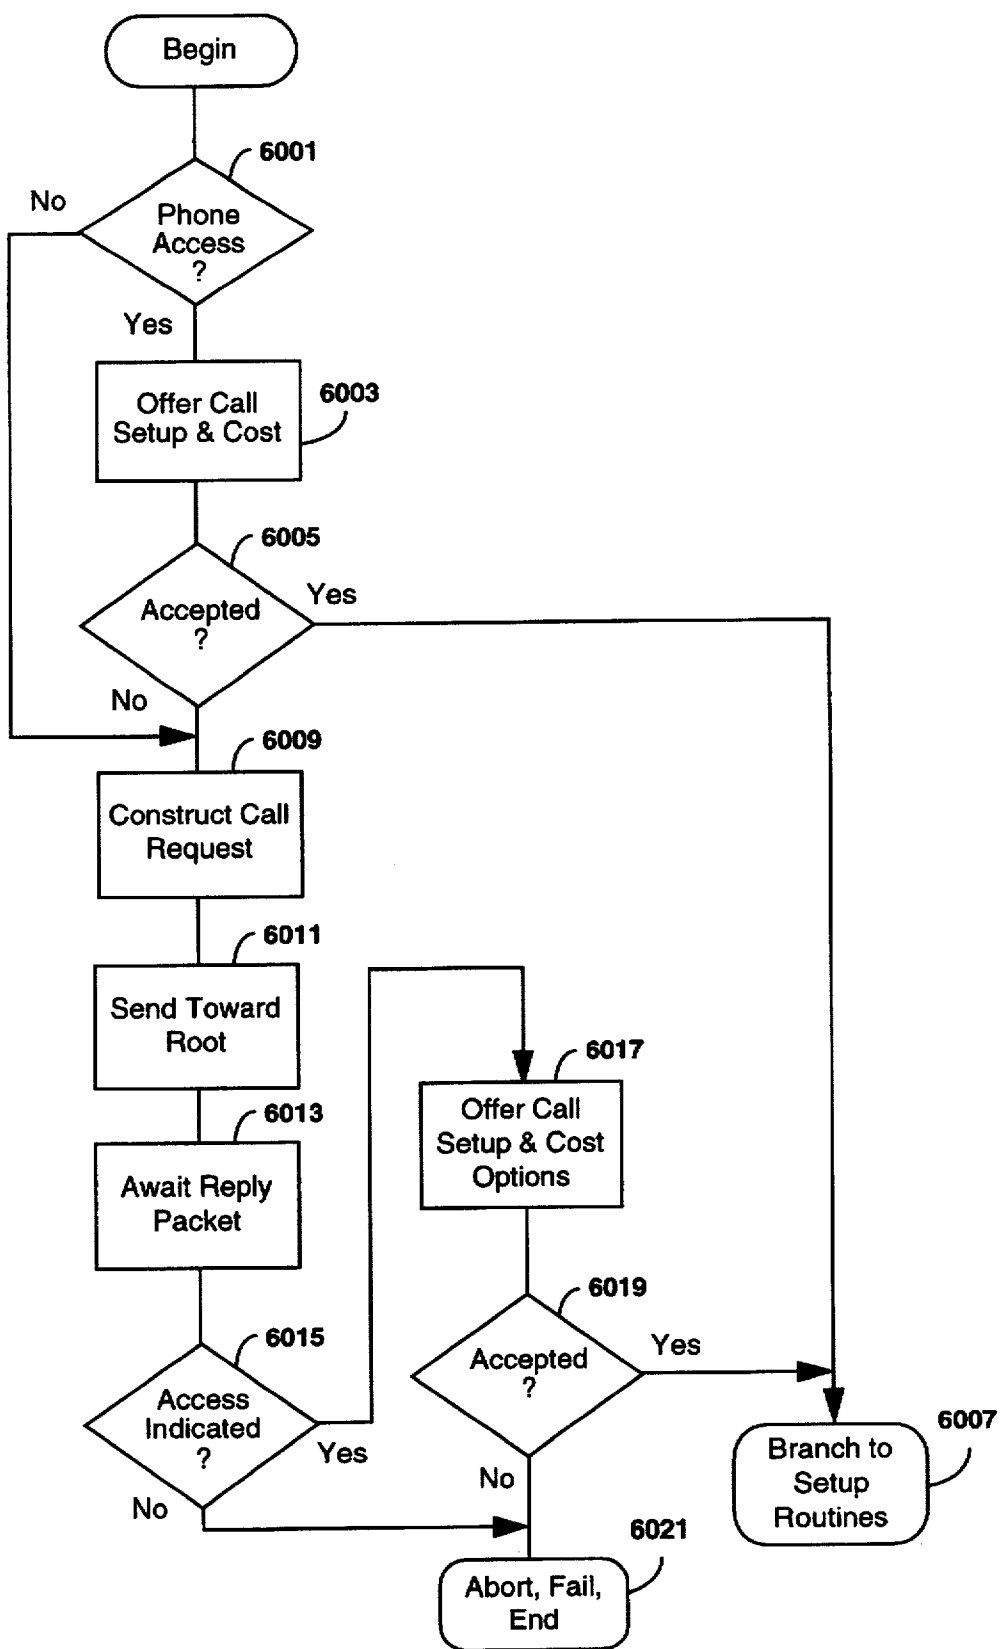 Begin
6001
No
Phone
Access
?
Yes
Offer Call
Setup & Cost
6003
6005
Accepted
?
Yes
No
6009
Construct Call
Request
6011
Send Toward
Root
6013
Await Reply
Packet
6015
Access
Indicated
?
Yes
No
6017
Offer Call
Setup & Cost
Options
6019
Accepted
?
Yes
No
6007
Branch to
Setup
Routines
6021
Abort, Fail,
End